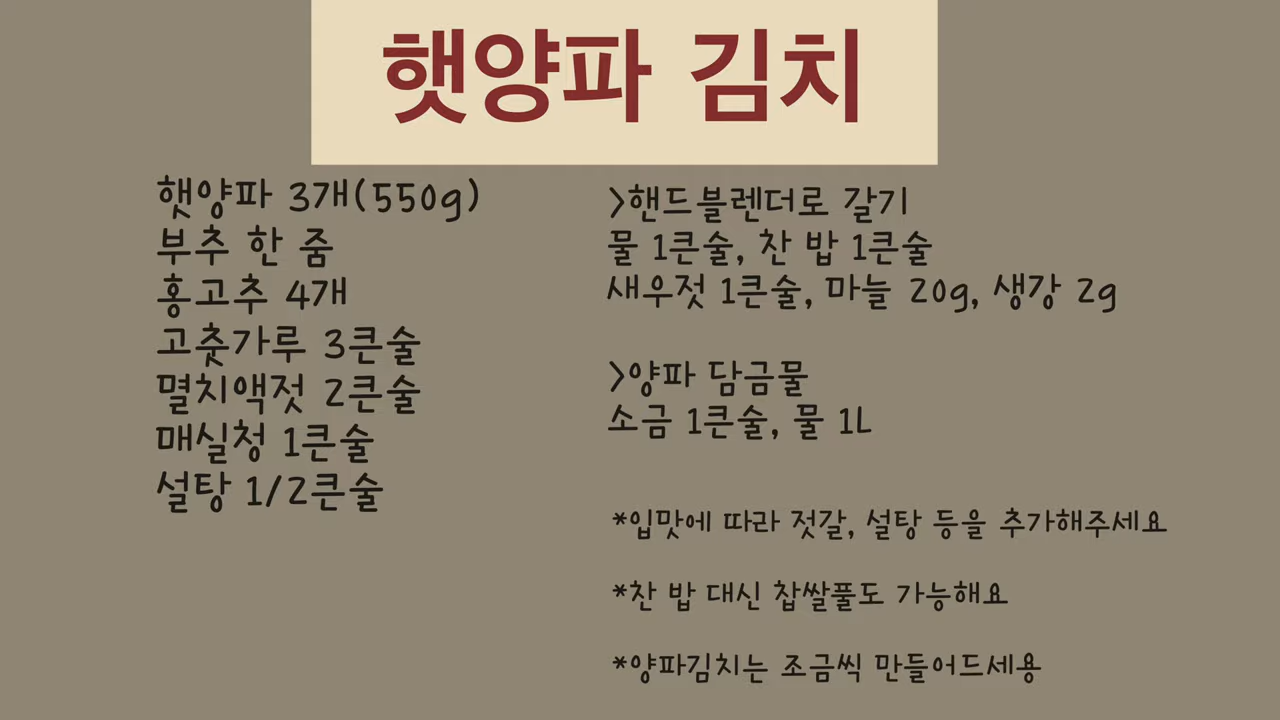 햇양파 김치
햇양파 3개(550g)
부추 한 줌
홍고추 4개
고춧가루 3큰술
멸치액젓 2큰술
매실청 1큰술
설탕 1/2큰술
>핸드블렌더로 갈기
물 1큰술, 찬 밥 1큰술
새우젓 1큰술, 마늘 20g, 생강 2g
>양파 담금물
소금 1큰술, 물 1L
*입맛에 따라 젓갈, 설탕 등을 추가해주세요
*찬 밥 대신 찹쌀풀도 가능해요
*양파김치는 조금씩 만들어드세용